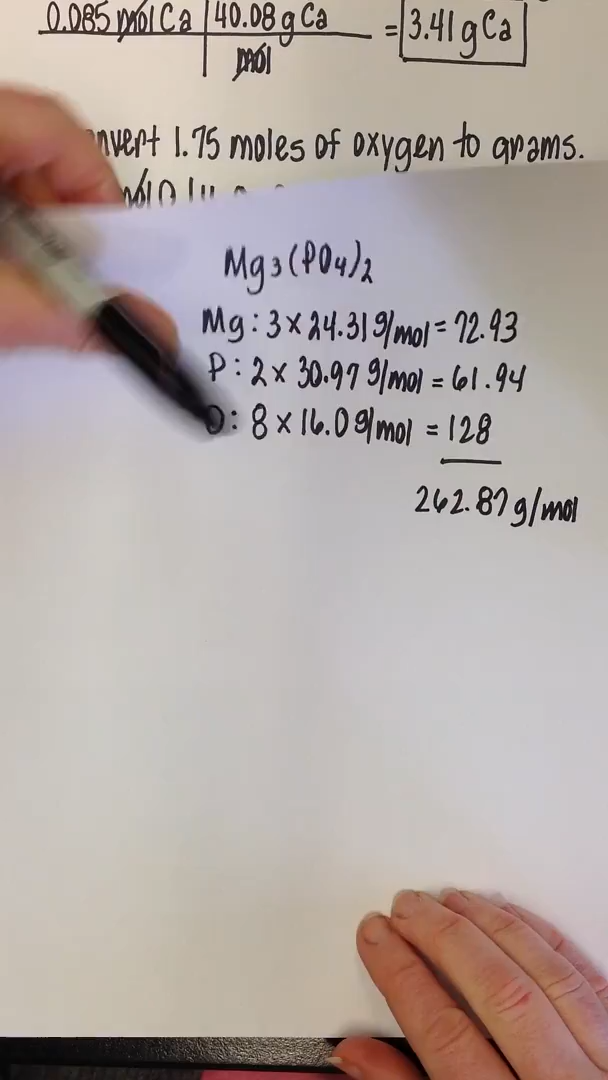 0.085 mol Ca | 40.08 g Ca = 3.41 g Ca
mol
nvert 1.75 moles of oxygen to grams.
mol O
Mg3(PO4)2
Mg: 3 × 24.31 g/mol = 72.93
P: 2 × 30.97 g/mol = 61.94
O: 8 × 16.0 g/mol = 128
262.87 g/mol